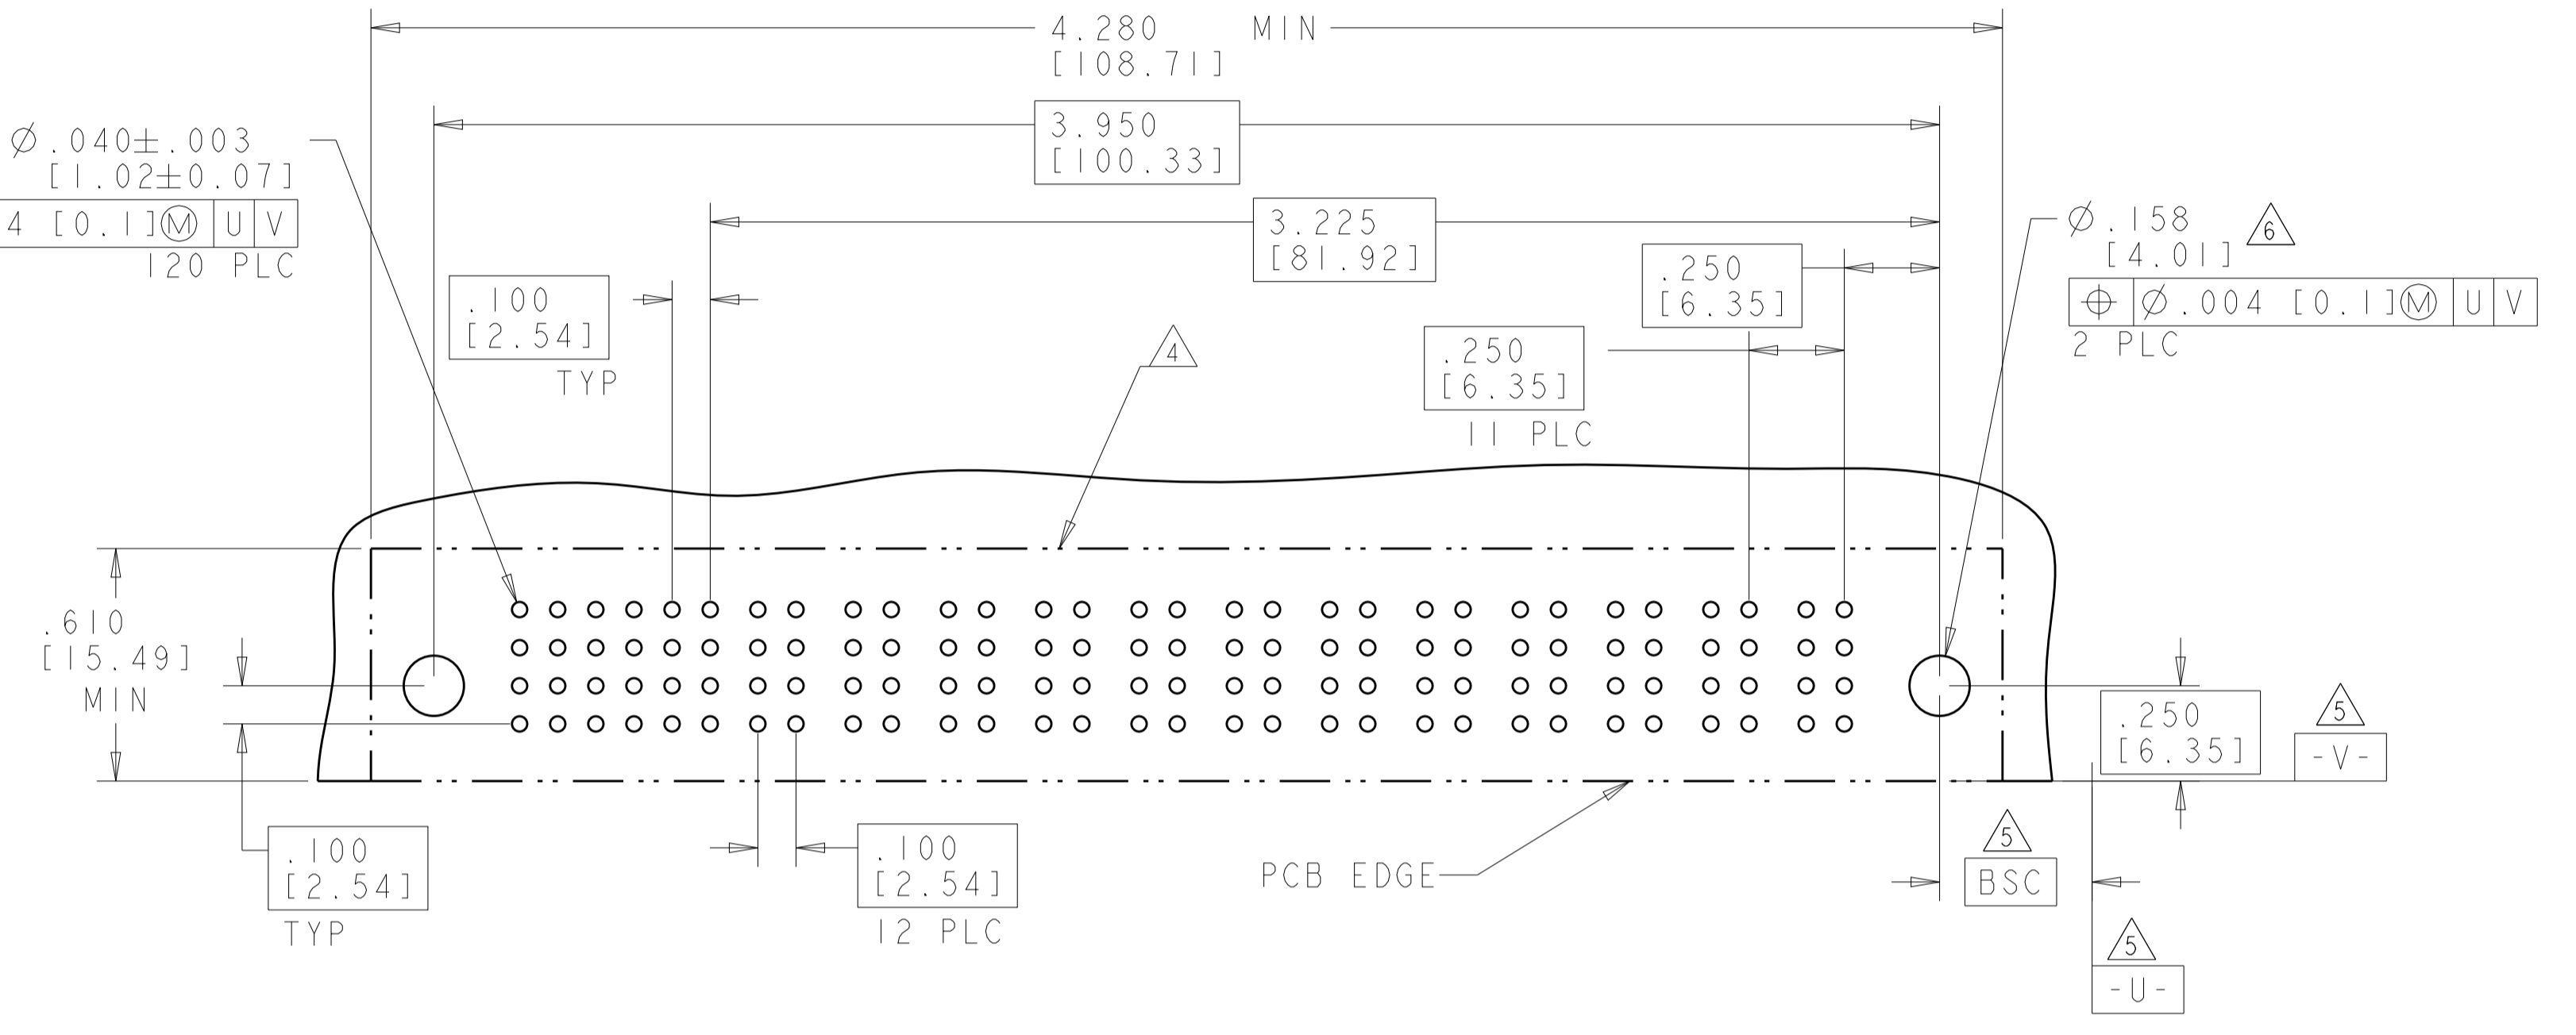 4.280 MIN
[108.71]
3.950
[100.33]
Ø.040±.003
[1.02±0.07]
4 [0.1]Ⓜ U V
120 PLC
3.225
[81.92]
Ø.158
[4.01]
6
⌖ Ø.004 [0.1]Ⓜ U V
2 PLC
.250
[6.35]
.100
[2.54]
TYP
4
.250
[6.35]
11 PLC
.610
[15.49]
MIN
.250
[6.35]
5
-V-
.100
[2.54]
TYP
.100
[2.54]
12 PLC
PCB EDGE
5
BSC
5
-U-